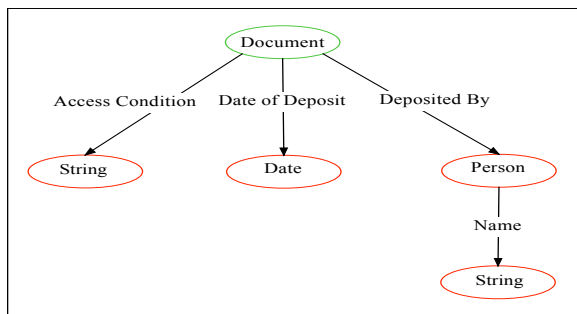 Document
Access Condition
Date of Deposit
Deposited By
String
Date
Person
Name
String